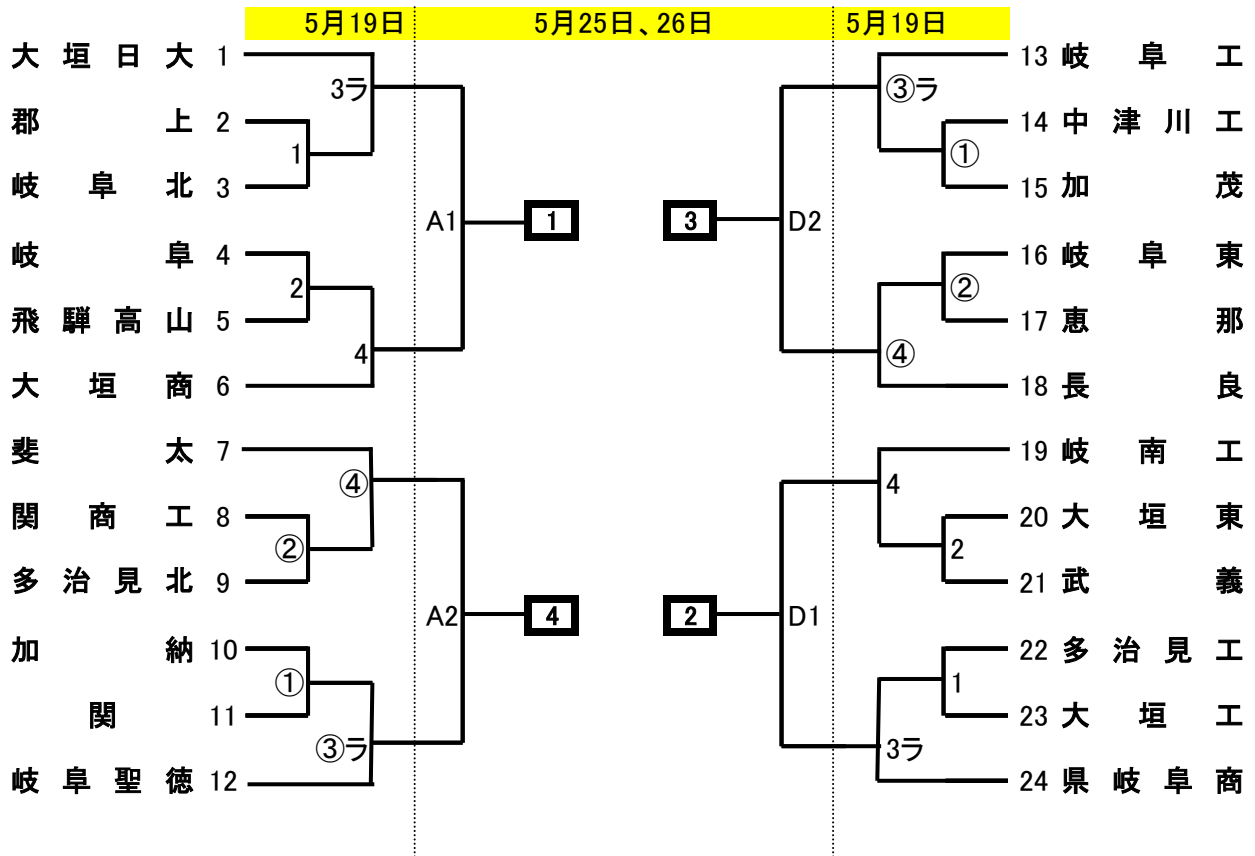 5月19日 5月25日、26日 5月19日
大垣日大 1 13 岐阜工
3ラ ③ラ
郡上 2 14 中津川工
1 ①
岐阜北 3 15 加茂
A1 1 3 D2
岐阜 4 16 岐阜東
2 ②
飛騨高山 5 17 恵那
4 ④
大垣商 6 18 長良
斐太 7 19 岐南工
④ 4
関商工 8 20 大垣東
② 2
多治見北 9 21 武義
A2 4 2 D1
加納 10 22 多治見工
① 1
関 11 23 大垣工
③ラ 3ラ
岐阜聖徳 12 24 県岐阜商